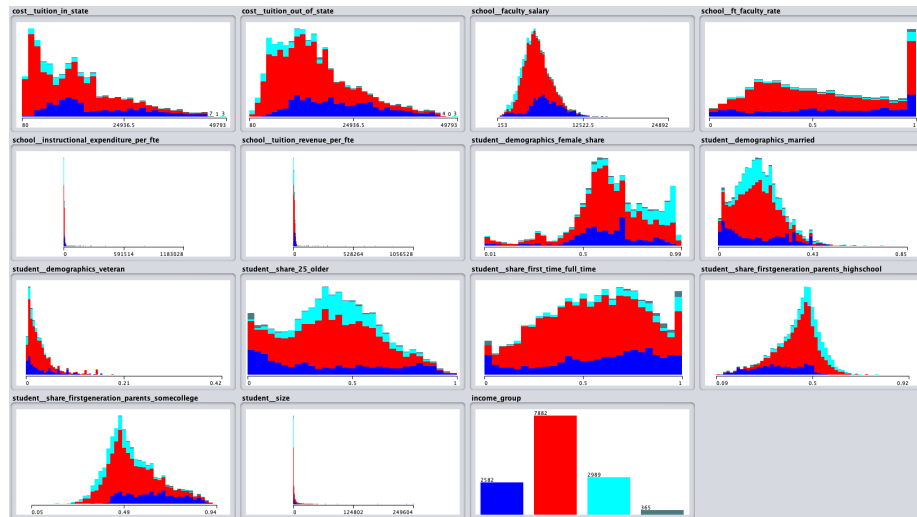 cost__tuition_in_state
7 1 3
80 24936.5 49793
cost__tuition_out_of_state
4 0 3
80 24936.5 49793
school__faculty_salary
153 12522.5 24892
school__ft_faculty_rate
0 0.5 1
school__instructional_expenditure_per_fte
0 591514 1183028
school__tuition_revenue_per_fte
0 528264 1056528
student__demographics_female_share
0.01 0.5 0.99
student__demographics_married
0 0.43 0.85
student__demographics_veteran
0 0.21 0.42
student__share_25_older
0 0.5 1
student__share_first_time_full_time
0 0.5 1
student__share_firstgeneration_parents_highschool
0.09 0.5 0.92
student__share_firstgeneration_parents_somecollege
0.05 0.49 0.94
student__size
0 124802 249604
income_group
2582
7882
2989
365